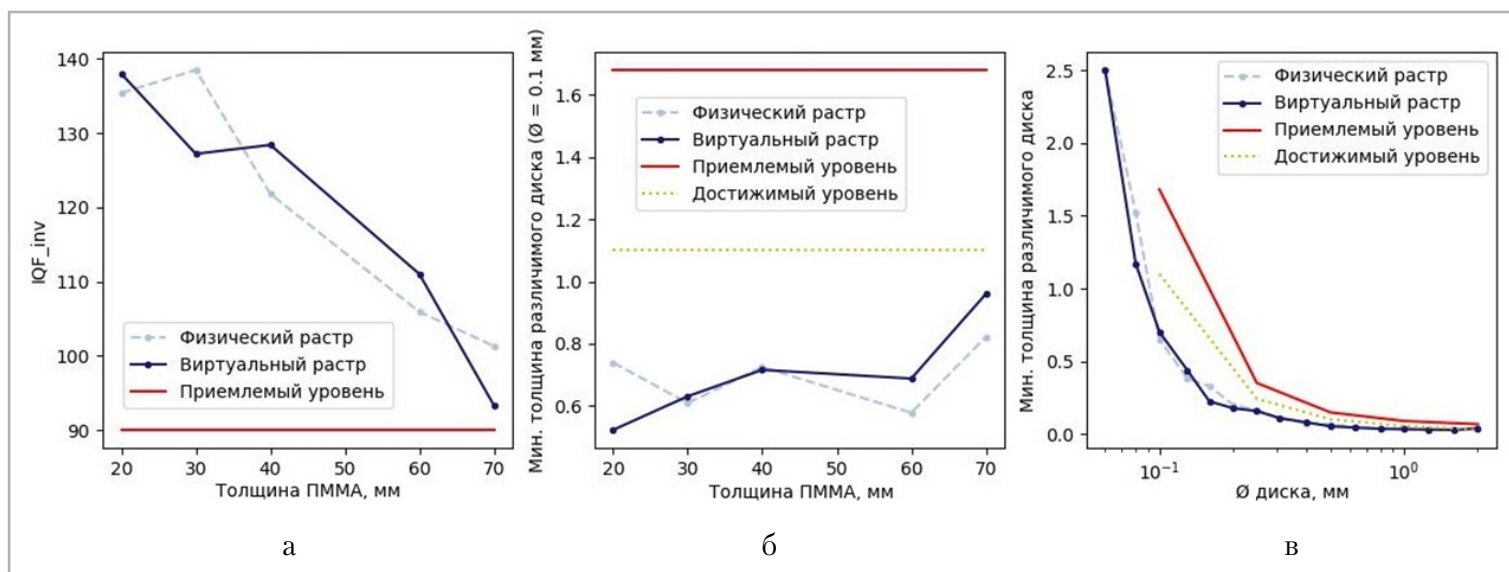 140
130
120
110
100
90
IQF_inv
Физический растр
Виртуальный растр
Приемлемый уровень
20 30 40 50 60 70
Толщина ПММА, мм
а
Мин. толщина различимого диска (Ø = 0.1 мм)
1.6
1.4
1.2
1.0
0.8
0.6
Физический растр
Виртуальный растр
Приемлемый уровень
Достижимый уровень
20 30 40 50 60 70
Толщина ПММА, мм
б
Мин. толщина различимого диска
2.5
2.0
1.5
1.0
0.5
0.0
Физический растр
Виртуальный растр
Приемлемый уровень
Достижимый уровень
10⁻¹ 10⁰
Ø диска, мм
в